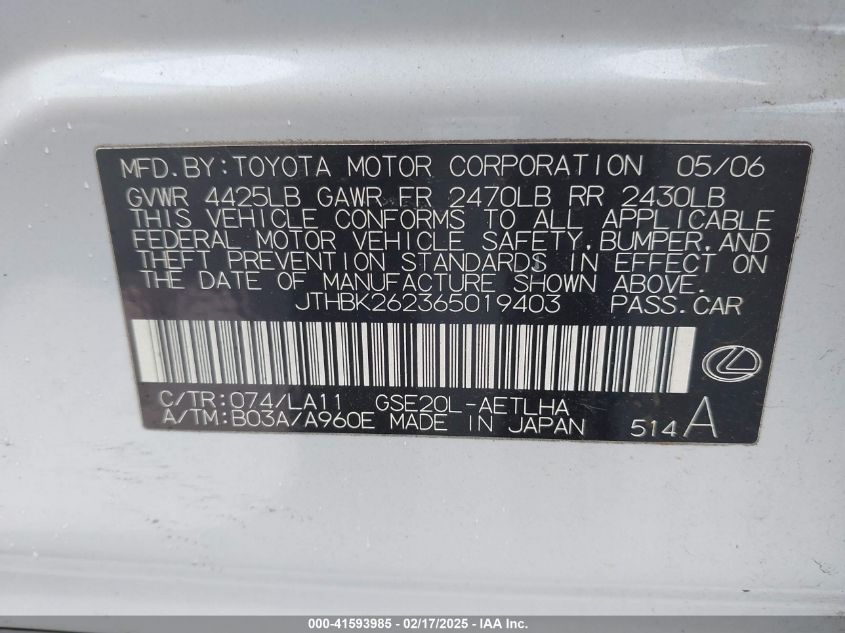 MFD.BY:TOYOTA MOTOR CORPORATION 05/06
GVWR 4425LB GAWR FR 2470LB RR 2430LB
THIS VEHICLE CONFORMS TO ALL APPLICABLE
FEDERAL MOTOR VEHICLE SAFETY,BUMPER,AND
THEFT PREVENTION STANDARDS IN EFFECT ON
THE DATE OF MANUFACTURE SHOWN ABOVE.
JTHBK262365019403 PASS.CAR
C/TR:074/LA11 GSE20L-AETLHA
A/TM:B03A/A960E MADE IN JAPAN 514A
000-41593985 - 02/17/2025 - IAA Inc.